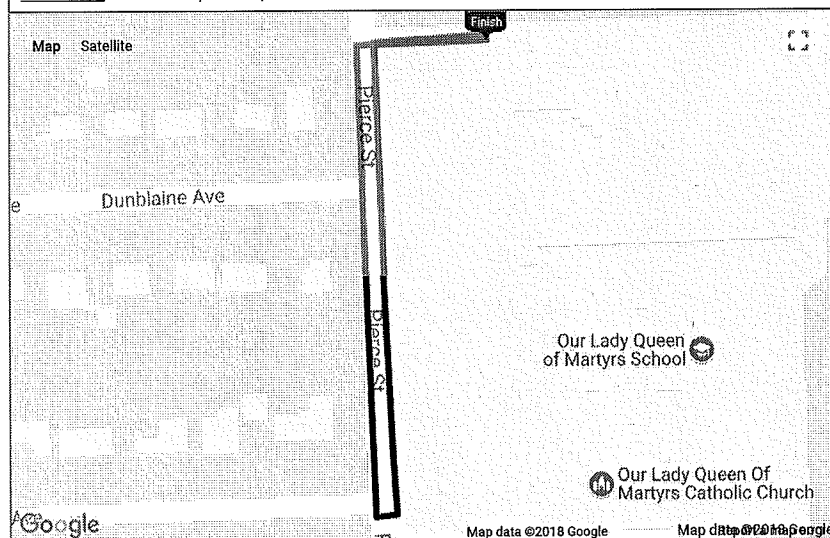 Finish
Map Satellite
Pierce St
Dunblaine Ave
e
Pierce St
Our Lady Queen
of Martyrs School
Our Lady Queen Of
Martyrs Catholic Church
Google
Map data ©2018 Google